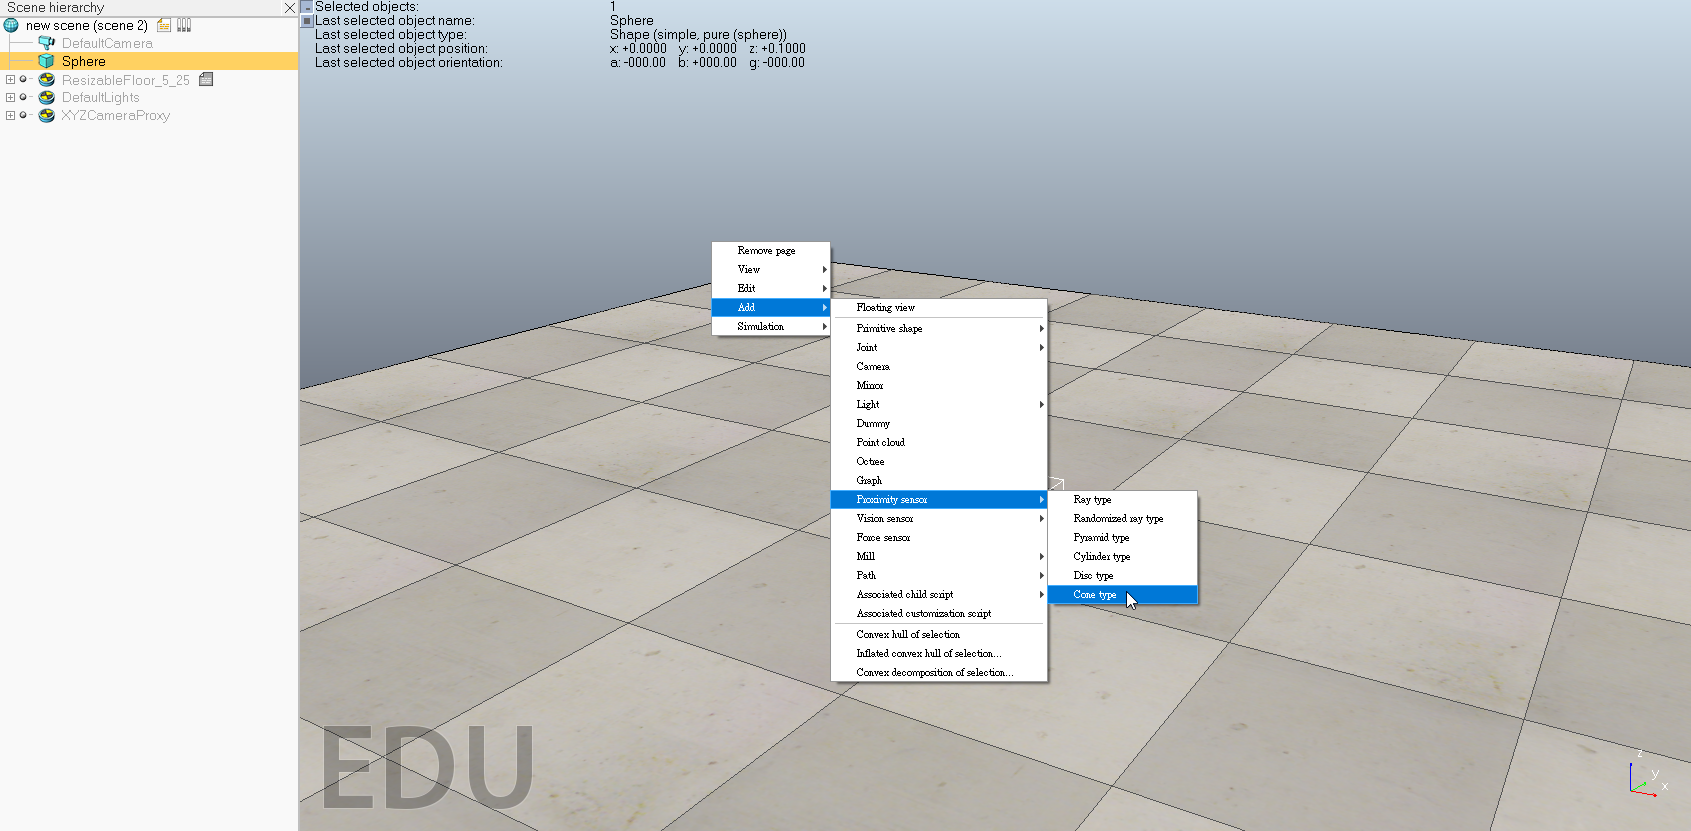 Scene hierarchy
new scene (scene 2)
DefaultCamera
Sphere
ResizableFloor_5_25
DefaultLights
XYZCameraProxy
Selected objects: 1
Last selected object name: Sphere
Last selected object type: Shape (simple, pure (sphere))
Last selected object position: x: +0.0000 y: +0.0000 z: +0.1000
Last selected object orientation: a: -000.00 b: +000.00 g: -000.00
Remove page
View
Edit
Add
Simulation
Floating view
Primitive shape
Joint
Camera
Mirror
Light
Dummy
Point cloud
Octree
Graph
Proximity sensor
Vision sensor
Force sensor
Mill
Path
Associated child script
Associated customization script
Convex hull of selection
Inflated convex hull of selection...
Convex decomposition of selection...
Ray type
Randomized ray type
Pyramid type
Cylinder type
Disc type
Cone type
EDU
z
y
x